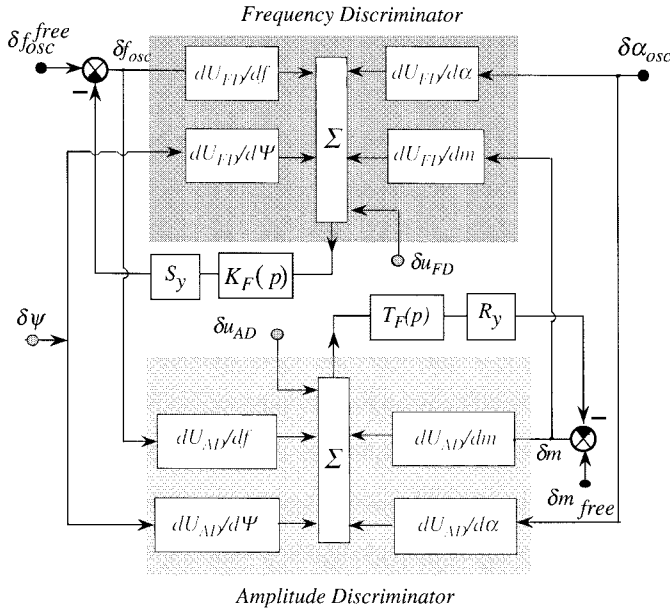 Frequency Discriminator
δf_osc^free
δf_osc
dU_FD/df
dU_FD/dα
δα_osc
dU_FD/dΨ
Σ
dU_FD/dm
−
S_y
K_F(p)
δu_FD
δψ
δu_AD
T_F(p)
R_y
−
dU_AD/df
Σ
dU_AD/dm
δm
dU_AD/dΨ
dU_AD/dα
δm_free
Amplitude Discriminator